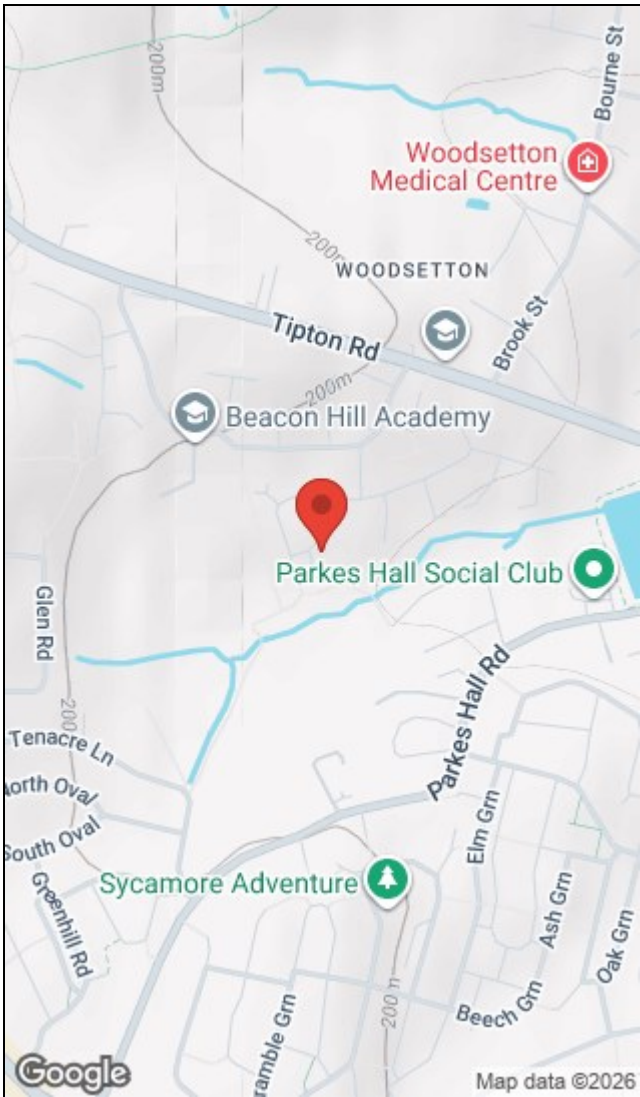 200m
Bourne St
Woodsetton
Medical Centre
200m
WOODSETTON
Tipton Rd
Brook St
200m
Beacon Hill Academy
Parkes Hall Social Club
Glen Rd
Parkes Hall Rd
200
Tenacre Ln
North Oval
South Oval
Elm Grn
Sycamore Adventure
Greenhill Rd
Ash Grn
Oak Grn
Beech Grn
200m
ramble Grn
Google
Map data ©2026